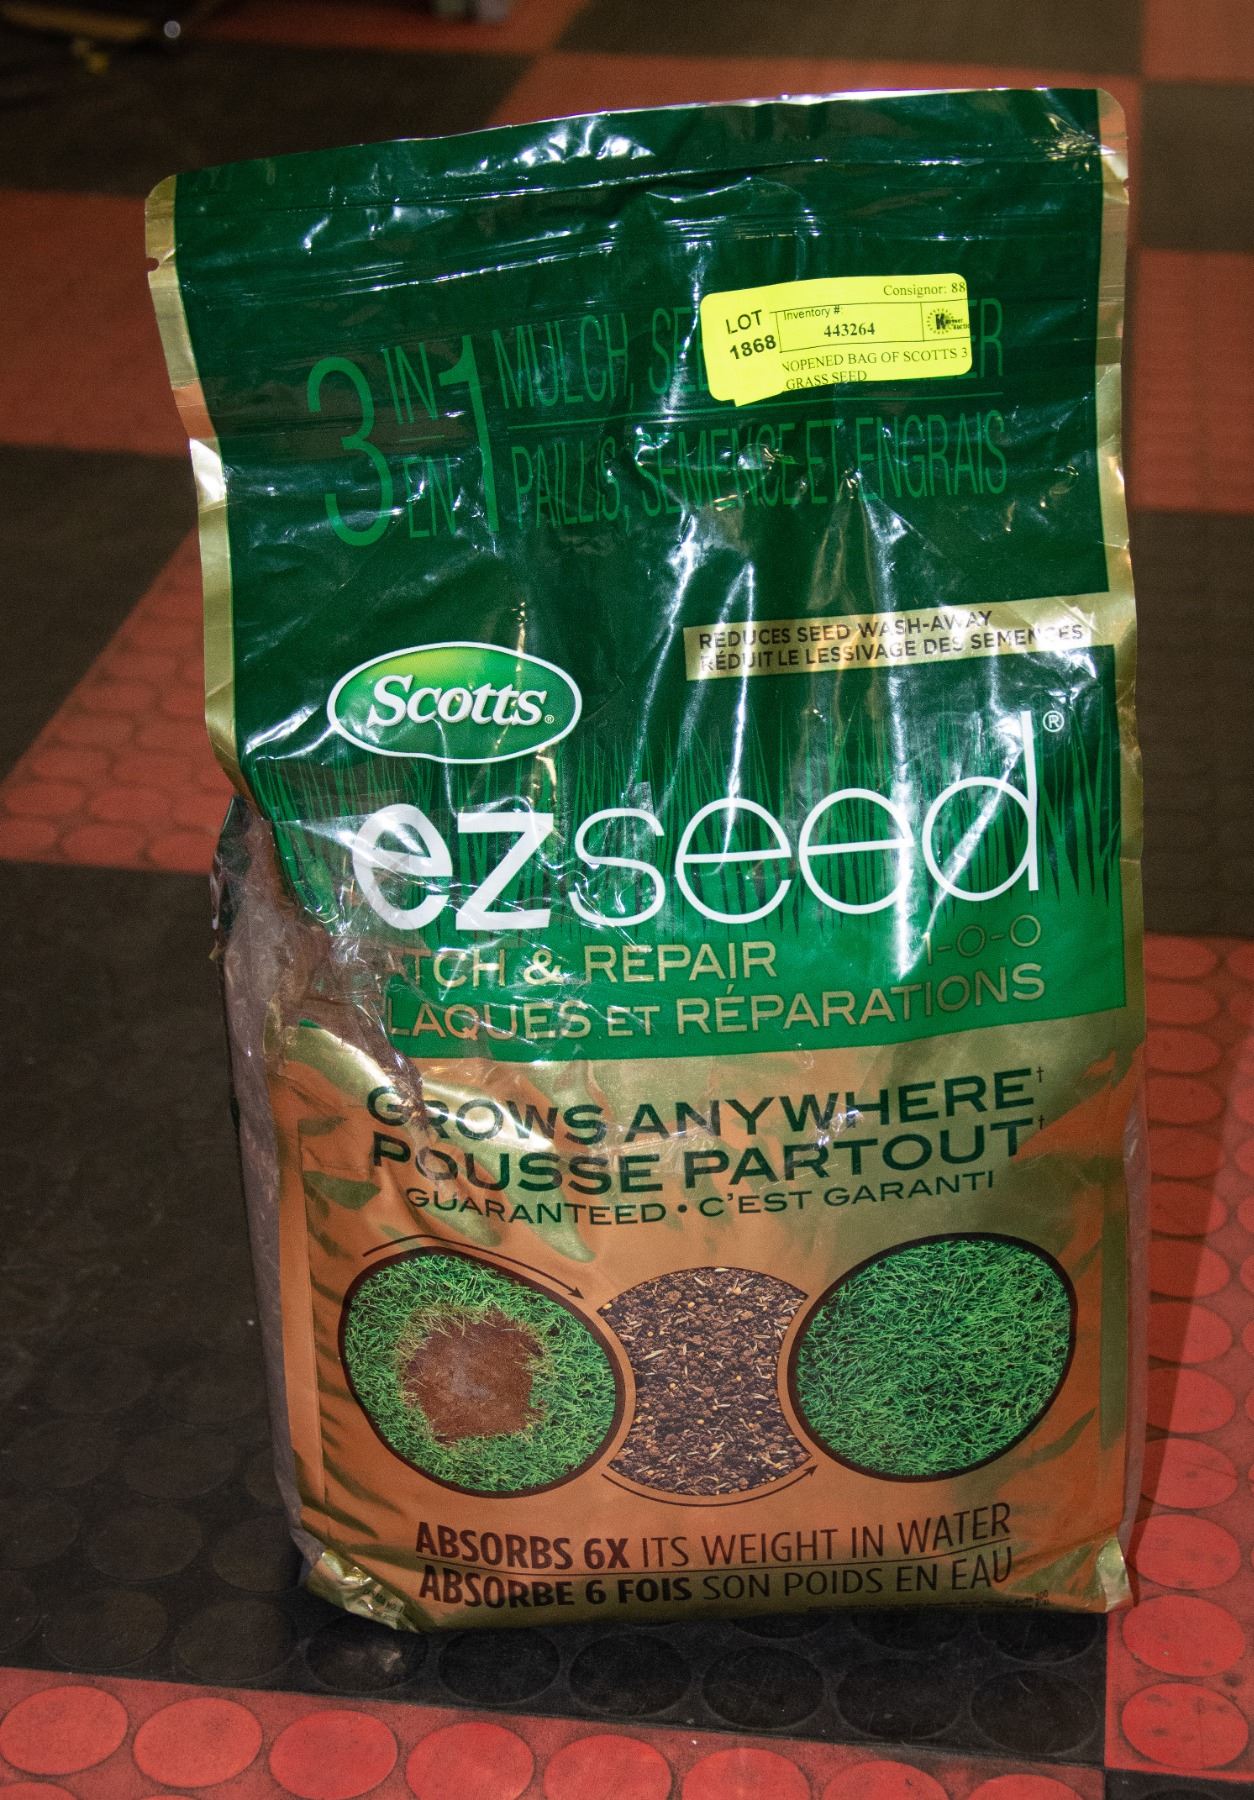 Consignor: 88
LOT
1868
Inventory #:
443264
NOPENED BAG OF SCOTTS 3
GRASS SEED
3 IN 1 MULCH,
3 EN 1 PAILLIS, SEMENCE ET ENGRAIS
REDUCES SEED WASH-AWAY
RÉDUIT LE LESSIVAGE DES SEMENCES
Scotts®
ezseed®
TCH & REPAIR
1-0-0
LAQUES ET RÉPARATIONS
GROWS ANYWHERE†
POUSSE PARTOUT†
GUARANTEED • C'EST GARANTI
ABSORBS 6X ITS WEIGHT IN WATER
ABSORBE 6 FOIS SON POIDS EN EAU